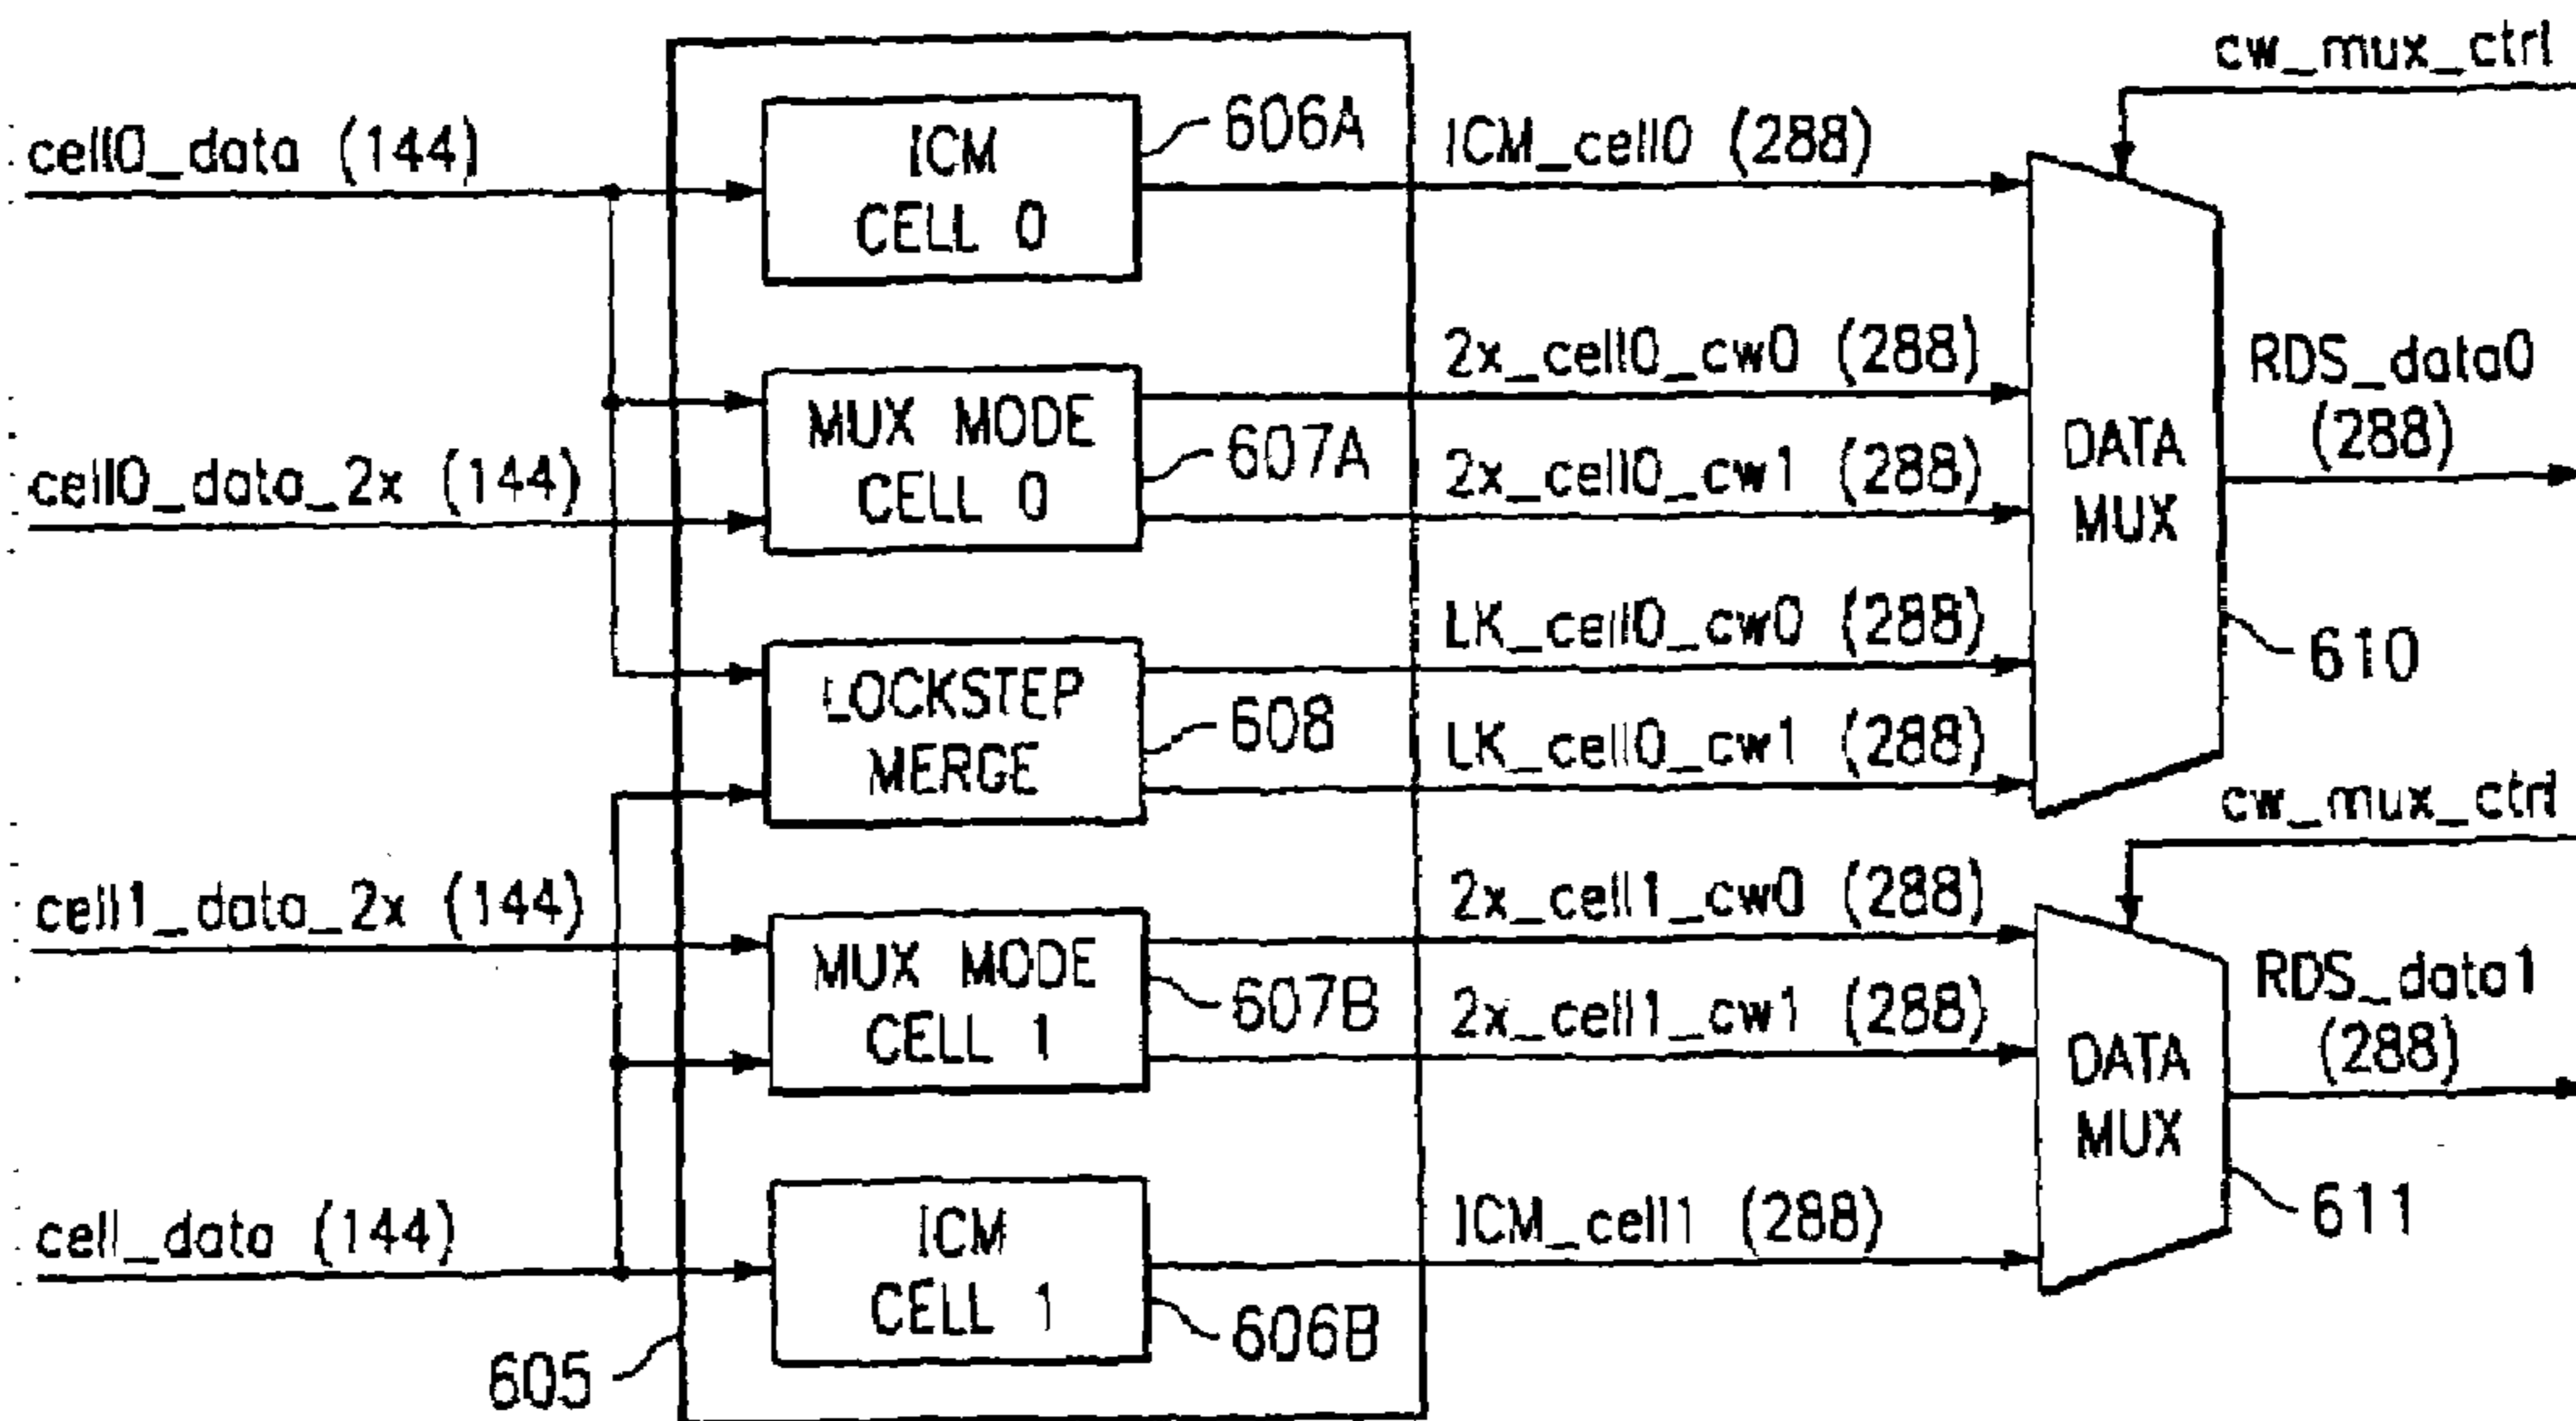 cw_mux_ctrl
cell0_data (144)
ICM
CELL 0
606A
ICM_cell0 (288)
cell0_data_2x (144)
MUX MODE
CELL 0
607A
2x_cell0_cw0 (288)
2x_cell0_cw1 (288)
DATA
MUX
RDS_data0
(288)
LOCKSTEP
MERGE
608
LK_cell0_cw0 (288)
LK_cell0_cw1 (288)
610
cw_mux_ctrl
cell1_data_2x (144)
MUX MODE
CELL 1
607B
2x_cell1_cw0 (288)
2x_cell1_cw1 (288)
DATA
MUX
RDS_data1
(288)
cell_data (144)
ICM
CELL 1
606B
ICM_cell1 (288)
611
605